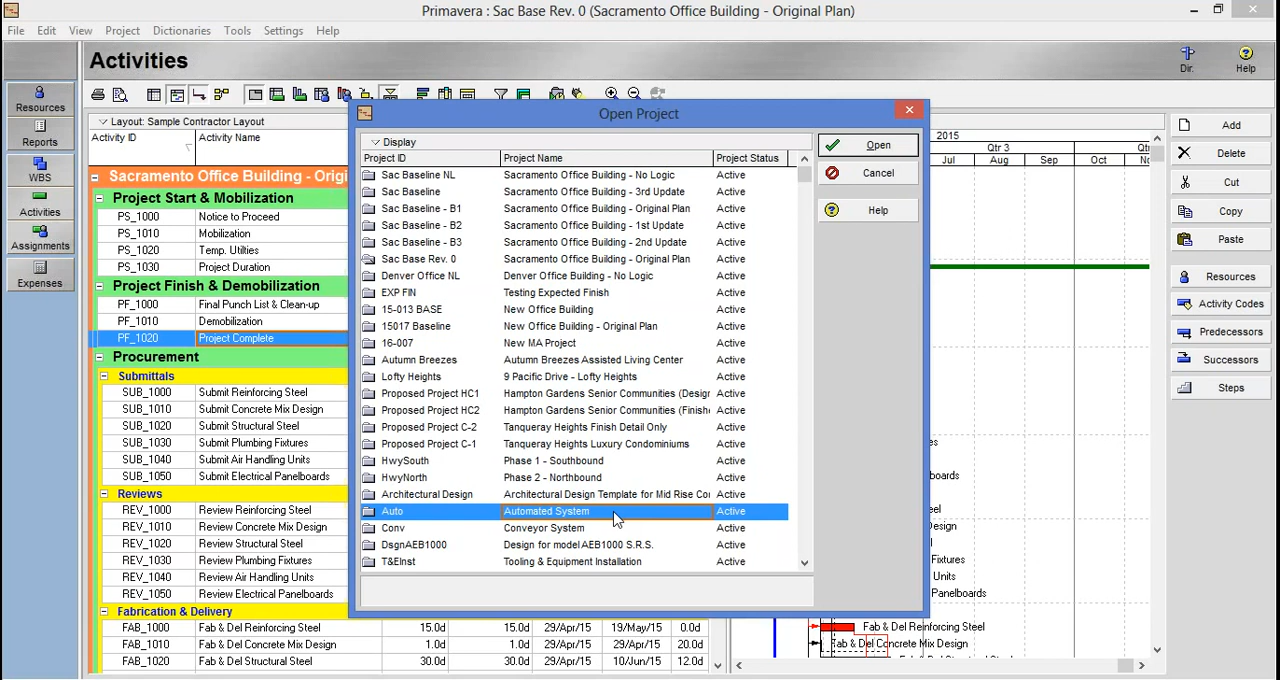 Primavera : Sac Base Rev. 0 (Sacramento Office Building - Original Plan)
File Edit View Project Dictionaries Tools Settings Help
Activities
Dir. Help
Resources
Reports
WBS
Activities
Assignments
Expenses
Layout: Sample Contractor Layout
Activity ID Activity Name
Sacramento Office Building - Origi
Project Start & Mobilization
PS_1000 Notice to Proceed
PS_1010 Mobilization
PS_1020 Temp. Utilties
PS_1030 Project Duration
Project Finish & Demobilization
PF_1000 Final Punch List & Clean-up
PF_1010 Demobilization
PF_1020 Project Complete
Procurement
Submittals
SUB_1000 Submit Reinforcing Steel
SUB_1010 Submit Concrete Mix Design
SUB_1020 Submit Structural Steel
SUB_1030 Submit Plumbing Fixtures
SUB_1040 Submit Air Handling Units
SUB_1050 Submit Electrical Panelboards
Reviews
REV_1000 Review Reinforcing Steel
REV_1010 Review Concrete Mix Design
REV_1020 Review Structural Steel
REV_1030 Review Plumbing Fixtures
REV_1040 Review Air Handling Units
REV_1050 Review Electrical Panelboards
Fabrication & Delivery
FAB_1000 Fab & Del Reinforcing Steel 15.0d 15.0d 29/Apr/15 19/May/15 0.0d
FAB_1010 Fab & Del Concrete Mix Design 1.0d 1.0d 29/Apr/15 29/Apr/15 20.0d
FAB_1020 Fab & Del Structural Steel 30.0d 30.0d 29/Apr/15 10/Jun/15 12.0d
Open Project
Display
Project ID Project Name Project Status
Sac Baseline NL Sacramento Office Building - No Logic Active
Sac Baseline Sacramento Office Building - 3rd Update Active
Sac Baseline - B1 Sacramento Office Building - Original Plan Active
Sac Baseline - B2 Sacramento Office Building - 1st Update Active
Sac Baseline - B3 Sacramento Office Building - 2nd Update Active
Sac Base Rev. 0 Sacramento Office Building - Original Plan Active
Denver Office NL Denver Office Building - No Logic Active
EXP FIN Testing Expected Finish Active
15-013 BASE New Office Building Active
15017 Baseline New Office Building - Original Plan Active
16-007 New MA Project Active
Autumn Breezes Autumn Breezes Assisted Living Center Active
Lofty Heights 9 Pacific Drive - Lofty Heights Active
Proposed Project HC1 Hampton Gardens Senior Communities (Design Active
Proposed Project HC2 Hampton Gardens Senior Communities (Finishe Active
Proposed Project C-2 Tanqueray Heights Finish Detail Only Active
Proposed Project C-1 Tanqueray Heights Luxury Condominiums Active
HwySouth Phase 1 - Southbound Active
HwyNorth Phase 2 - Northbound Active
Architectural Design Architectural Design Template for Mid Rise Co Active
Auto Automated System Active
Conv Conveyor System Active
DsgnAEB1000 Design for model AEB1000 S.R.S. Active
T&EInst Tooling & Equipment Installation Active
Open
Cancel
Help
2015
Qtr 3
Jul Aug Sep Oct
es
boards
Design
Fixtures
Units
Panelboards
Fab & Del Reinforcing Steel
Fab & Del Concrete Mix Design
Add
Delete
Cut
Copy
Paste
Resources
Activity Codes
Predecessors
Successors
Steps